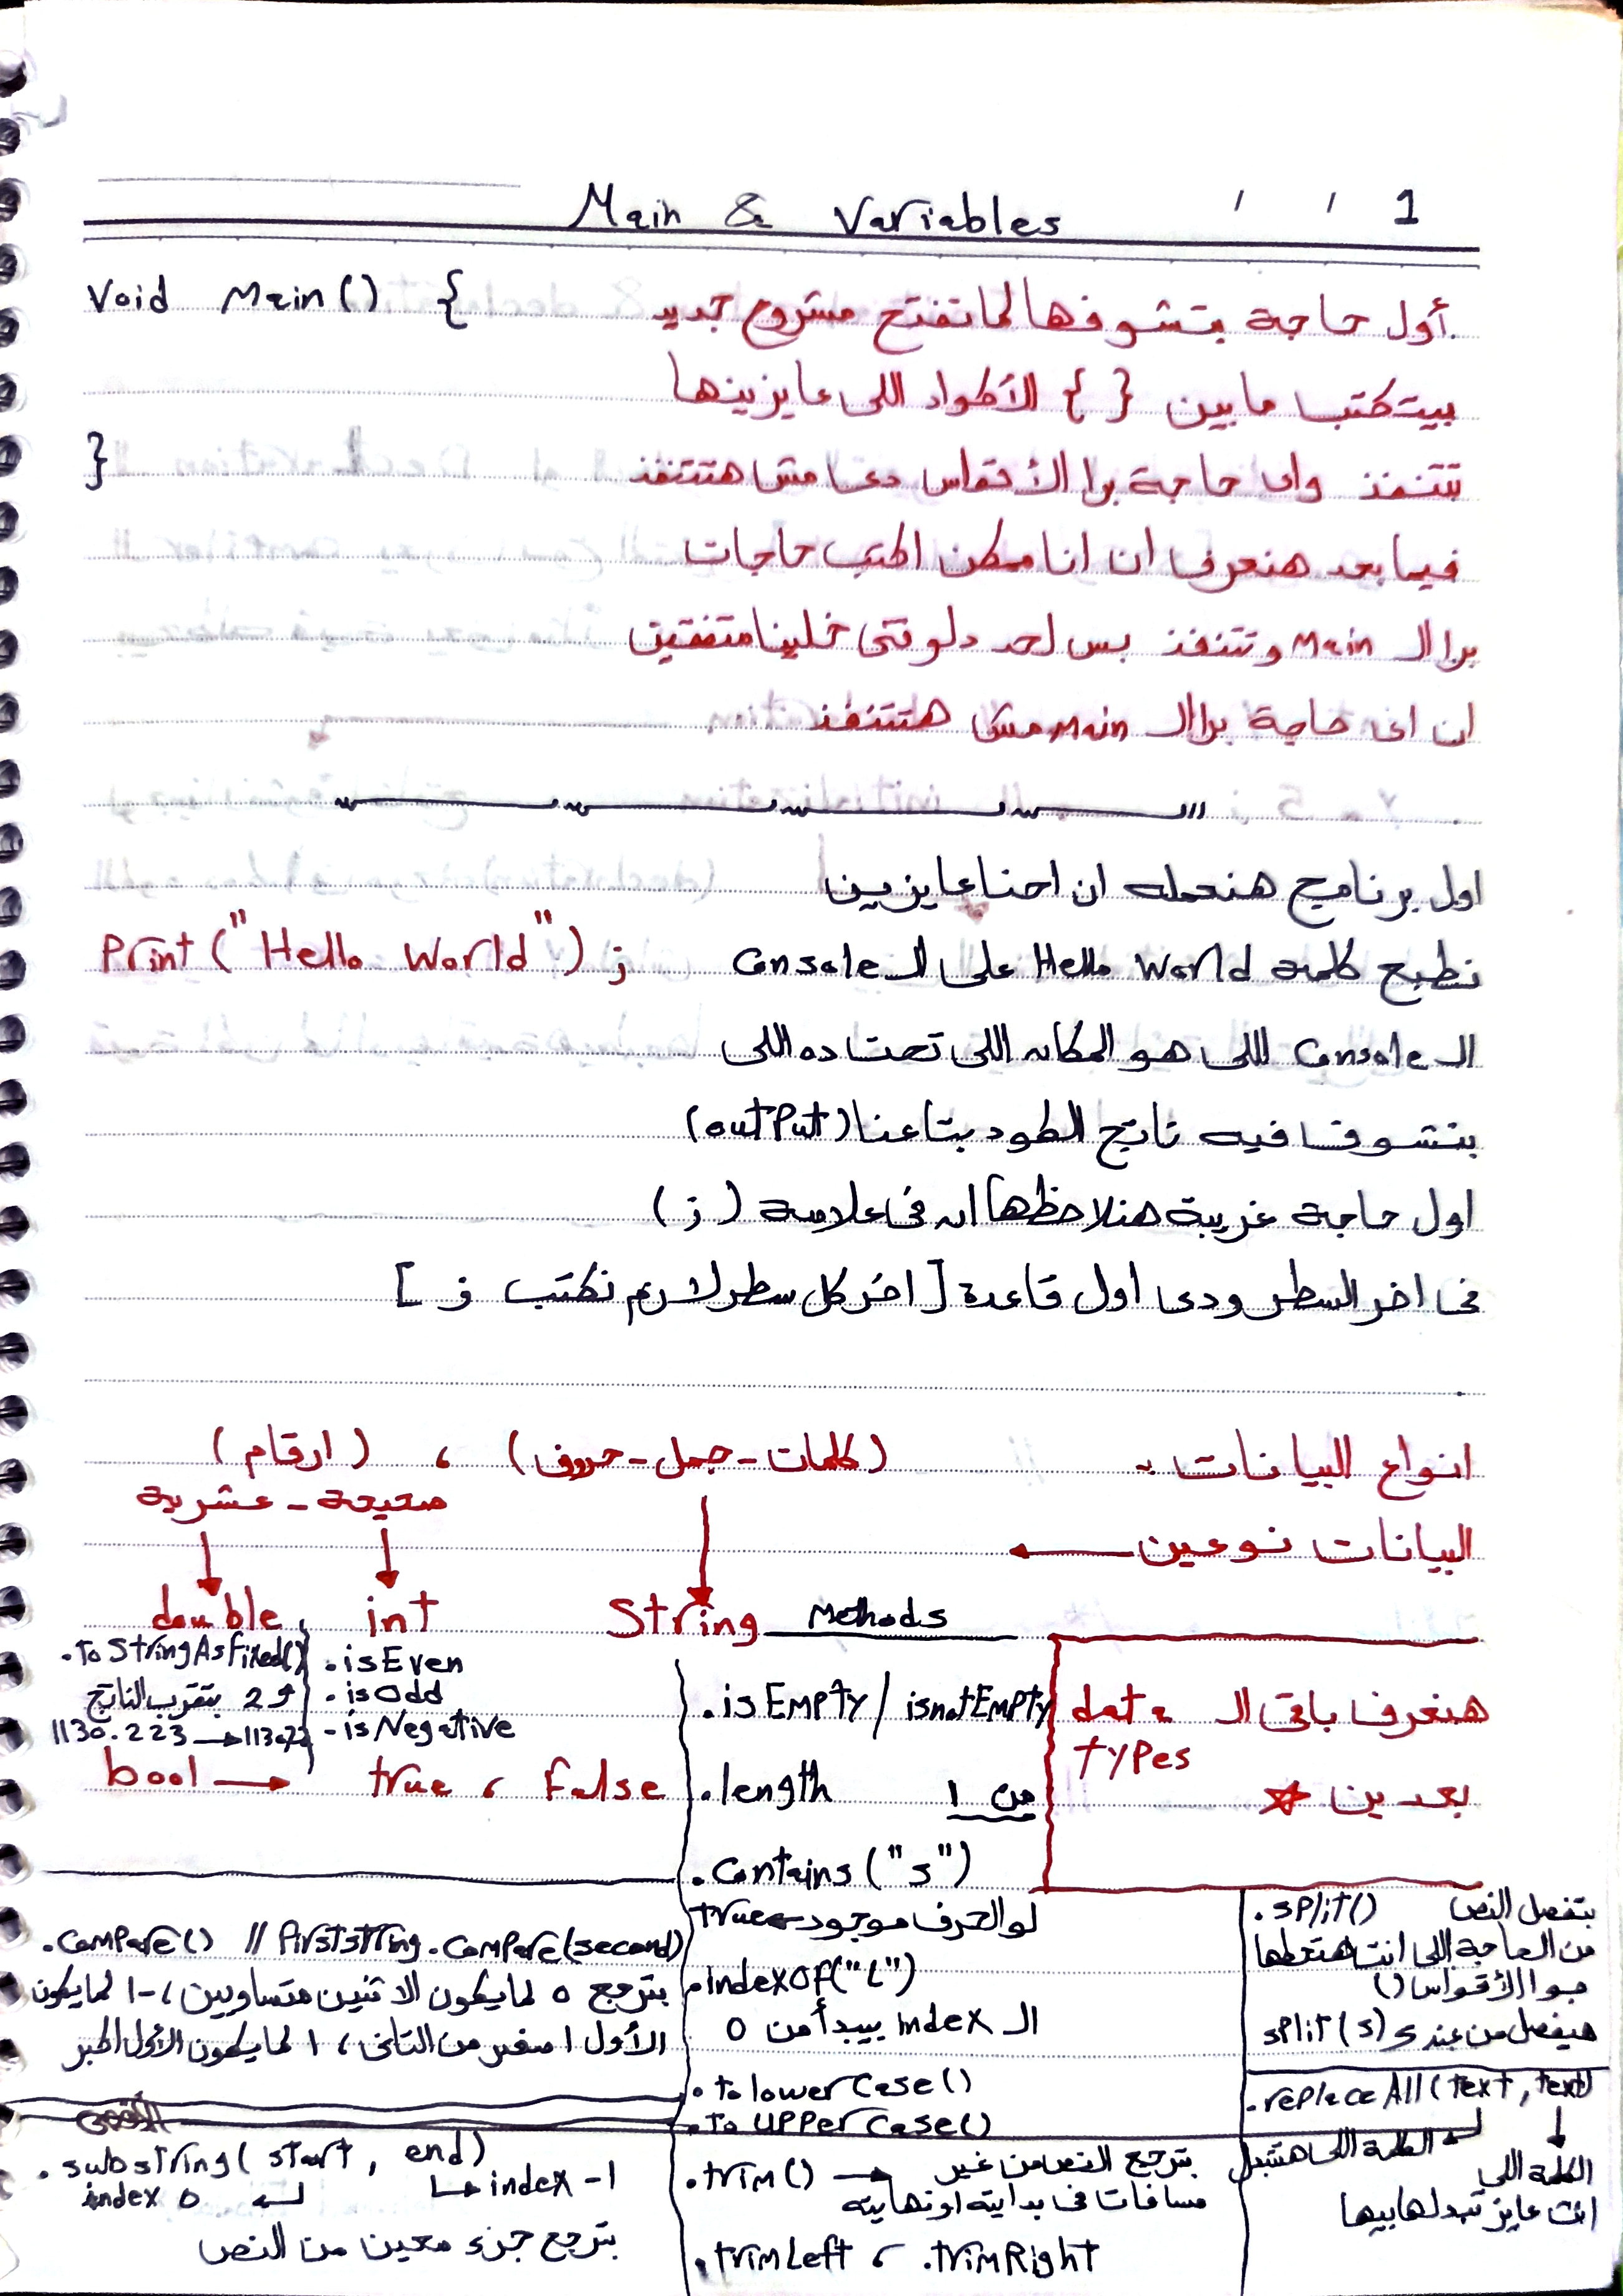 Main & Variables / / 1
Void Main() { أول حاجة بتشوفها لما تفتح مشروع جديد
بيتكتب ما بين { } الأكواد اللى عايزينها
تتنفذ واى حاجة برا الأقواس دى مش هتتنفذ
}
فيما بعد هنعرف ان انا ممكن اكتب حاجات
برا الـ Main وتتنفذ بس لحد دلوقتى خلينا متفقين
ان اى حاجة برا الـ Main مش هتتنفذ
اول برنامج هنعمله ان احنا عايزين
نطبع كلمة Hello World على الـ Console
Print("Hello World") ;
الـ Console اللى هو المكان اللى تحت ده اللى
بنشوف فيه ناتج الكود بتاعنا (outPut)
اول حاجة غريبة هنلاحظها ان فى علامة (;)
فى اخر السطر ودى اول قاعدة [اخر كل سطر لازم نكتب ;]
انواع البيانات :- (كلمات - جمل - حروف) ، (ارقام)
صحيحة - عشرية
البيانات نوعين ←
String Methods
int
double
.toStringAsFixed()
2 بتقرب الناتج
1130.223 →
.isEven
.isOdd
-isNegative
bool → true ، False
هنعرف باقى الـ data types
بعدين
.isEmpty / isnotEmpty
.length من 1
.Contains("s")
لو الحرف موجود ← true
.indexOf("L")
الـ index بيبدأ من 0
.toLowerCase()
.toUpperCase()
.trim() → بترجع النص من غير
مسافات فى بدايته او نهايته
.trimLeft ، .trimRight
.Compare() // firststring.Compare(second)
بترجع 0 لما يكون الاتنين متساويين ، 1- لما يكون
الأول اصغر من التانى ، 1 لما يكون الأول اكبر
.substring(start, end)
index 0
index -1
بترجع جزء معين من النص
.split() بتفصل النص
من الحاجة اللى انت هتحطها
جوا الأقواس ()
split(s) هيفصل من عند s
.replaceAll(text, text)
الكلمة اللى هتتبدل
الكلمة اللى
انت عايز تبدلها بيها